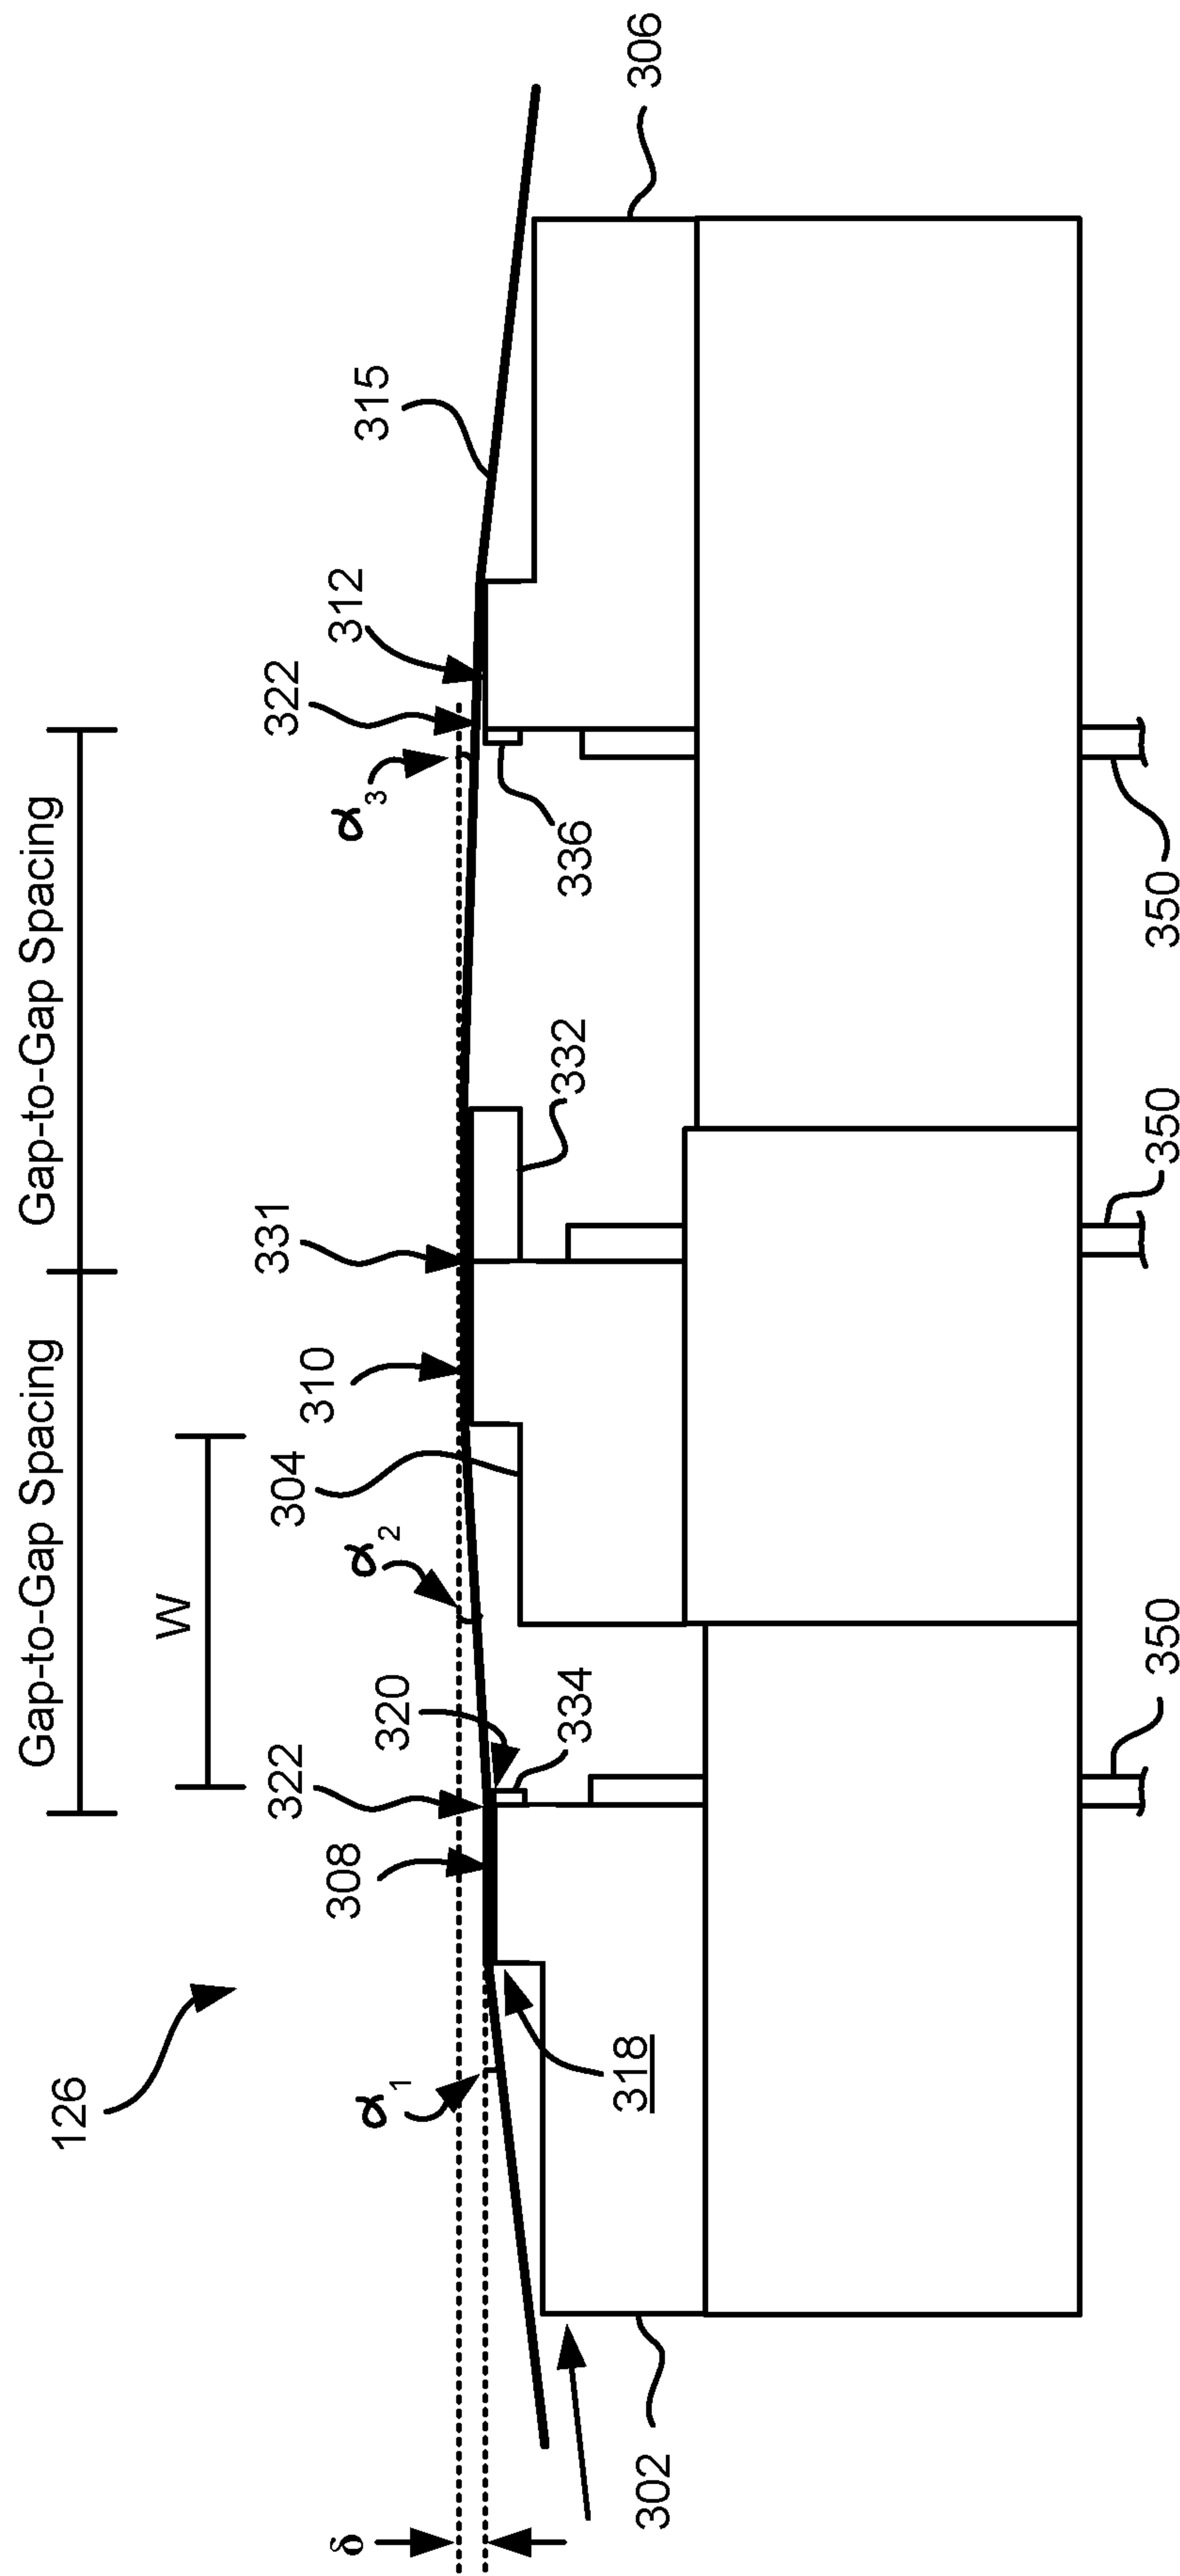 Gap-to-Gap Spacing
Gap-to-Gap Spacing
W
126
δ
α1
α2
α3
308
322
320
334
304
310
331
332
322
312
336
315
306
318
302
350
350
350